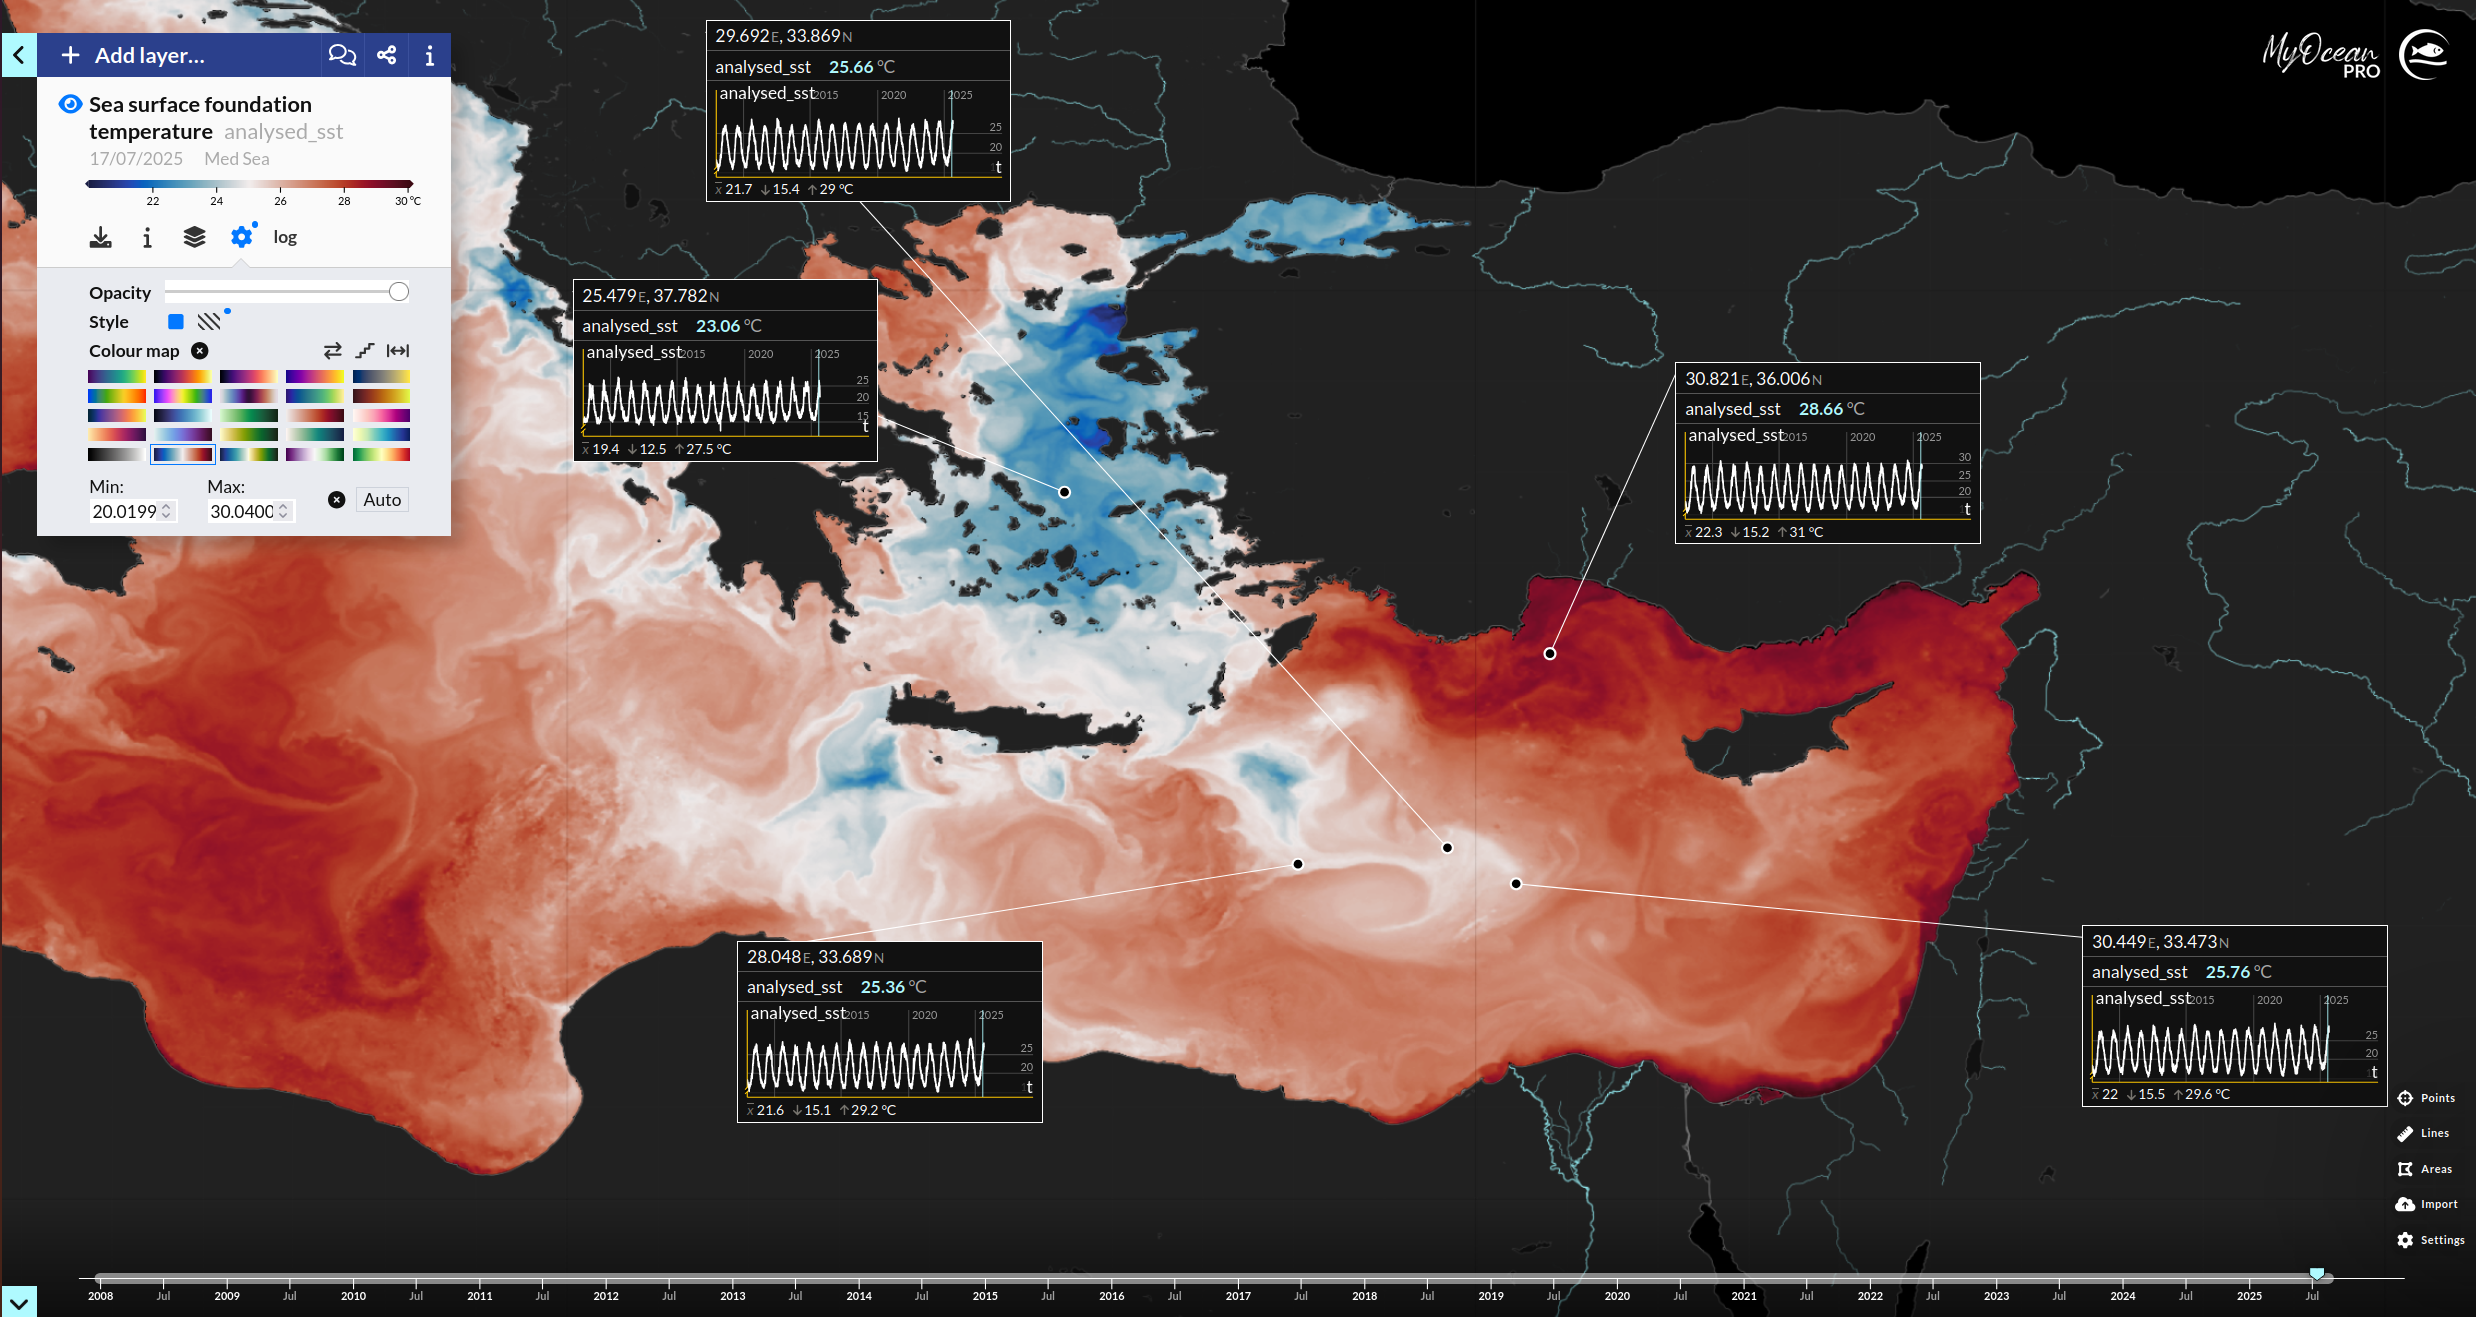 Add layer...
Sea surface foundation
temperature analysed_sst
17/07/2025 Med Sea
22 24 26 28 30 °C
log
Opacity
Style
Colour map
Min: Max:
20.0199 30.0400 Auto
29.692E, 33.869N
analysed_sst 25.66 °C
analysed_sst 2015 2020 2025
25
20
t
x 21.7 ↓15.4 ↑29 °C
25.479E, 37.782N
analysed_sst 23.06 °C
analysed_sst 2015 2020 2025
25
20
15
t
x 19.4 ↓12.5 ↑27.5 °C
30.821E, 36.006N
analysed_sst 28.66 °C
analysed_sst 2015 2020 2025
30
25
20
t
x 22.3 ↓15.2 ↑31 °C
28.048E, 33.689N
analysed_sst 25.36 °C
analysed_sst 2015 2020 2025
25
20
t
x 21.6 ↓15.1 ↑29.2 °C
30.449E, 33.473N
analysed_sst 25.76 °C
analysed_sst 2015 2020 2025
25
20
t
x 22 ↓15.5 ↑29.6 °C
MyOcean
PRO
Points
Lines
Areas
Import
Settings
2008 Jul 2009 Jul 2010 Jul 2011 Jul 2012 Jul 2013 Jul 2014 Jul 2015 Jul 2016 Jul 2017 Jul 2018 Jul 2019 Jul 2020 Jul 2021 Jul 2022 Jul 2023 Jul 2024 Jul 2025 Jul